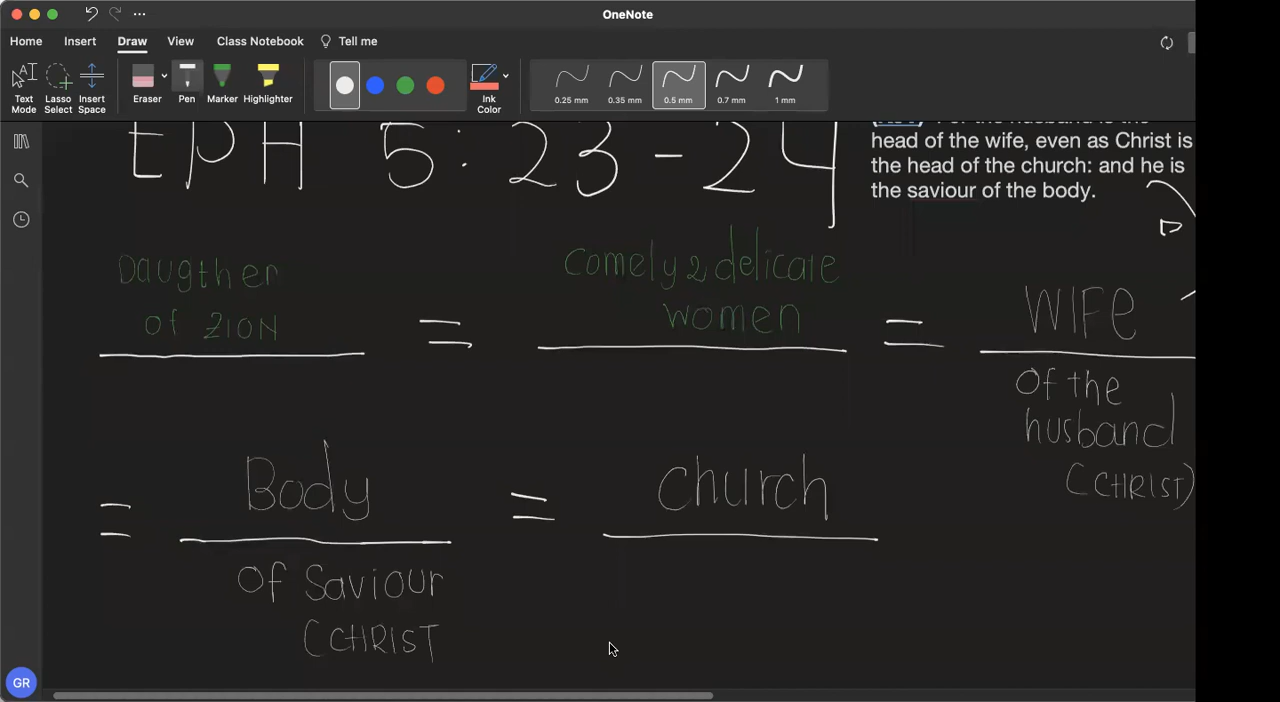 OneNote
Home Insert Draw View Class Notebook Tell me
Text Mode
Lasso Select
Insert Space
Eraser
Pen
Marker
Highlighter
Ink Color
0.25 mm
0.35 mm
0.5 mm
0.7 mm
1 mm
EPH 5:23-24
head of the wife, even as Christ is
the head of the church: and he is
the saviour of the body.
Daugther
of ZION
=
Comely & delicate
women
=
WIFE
Of the
husband
(CHRIST)
=
Body
Of Saviour
(CHRIST
=
Church
GR